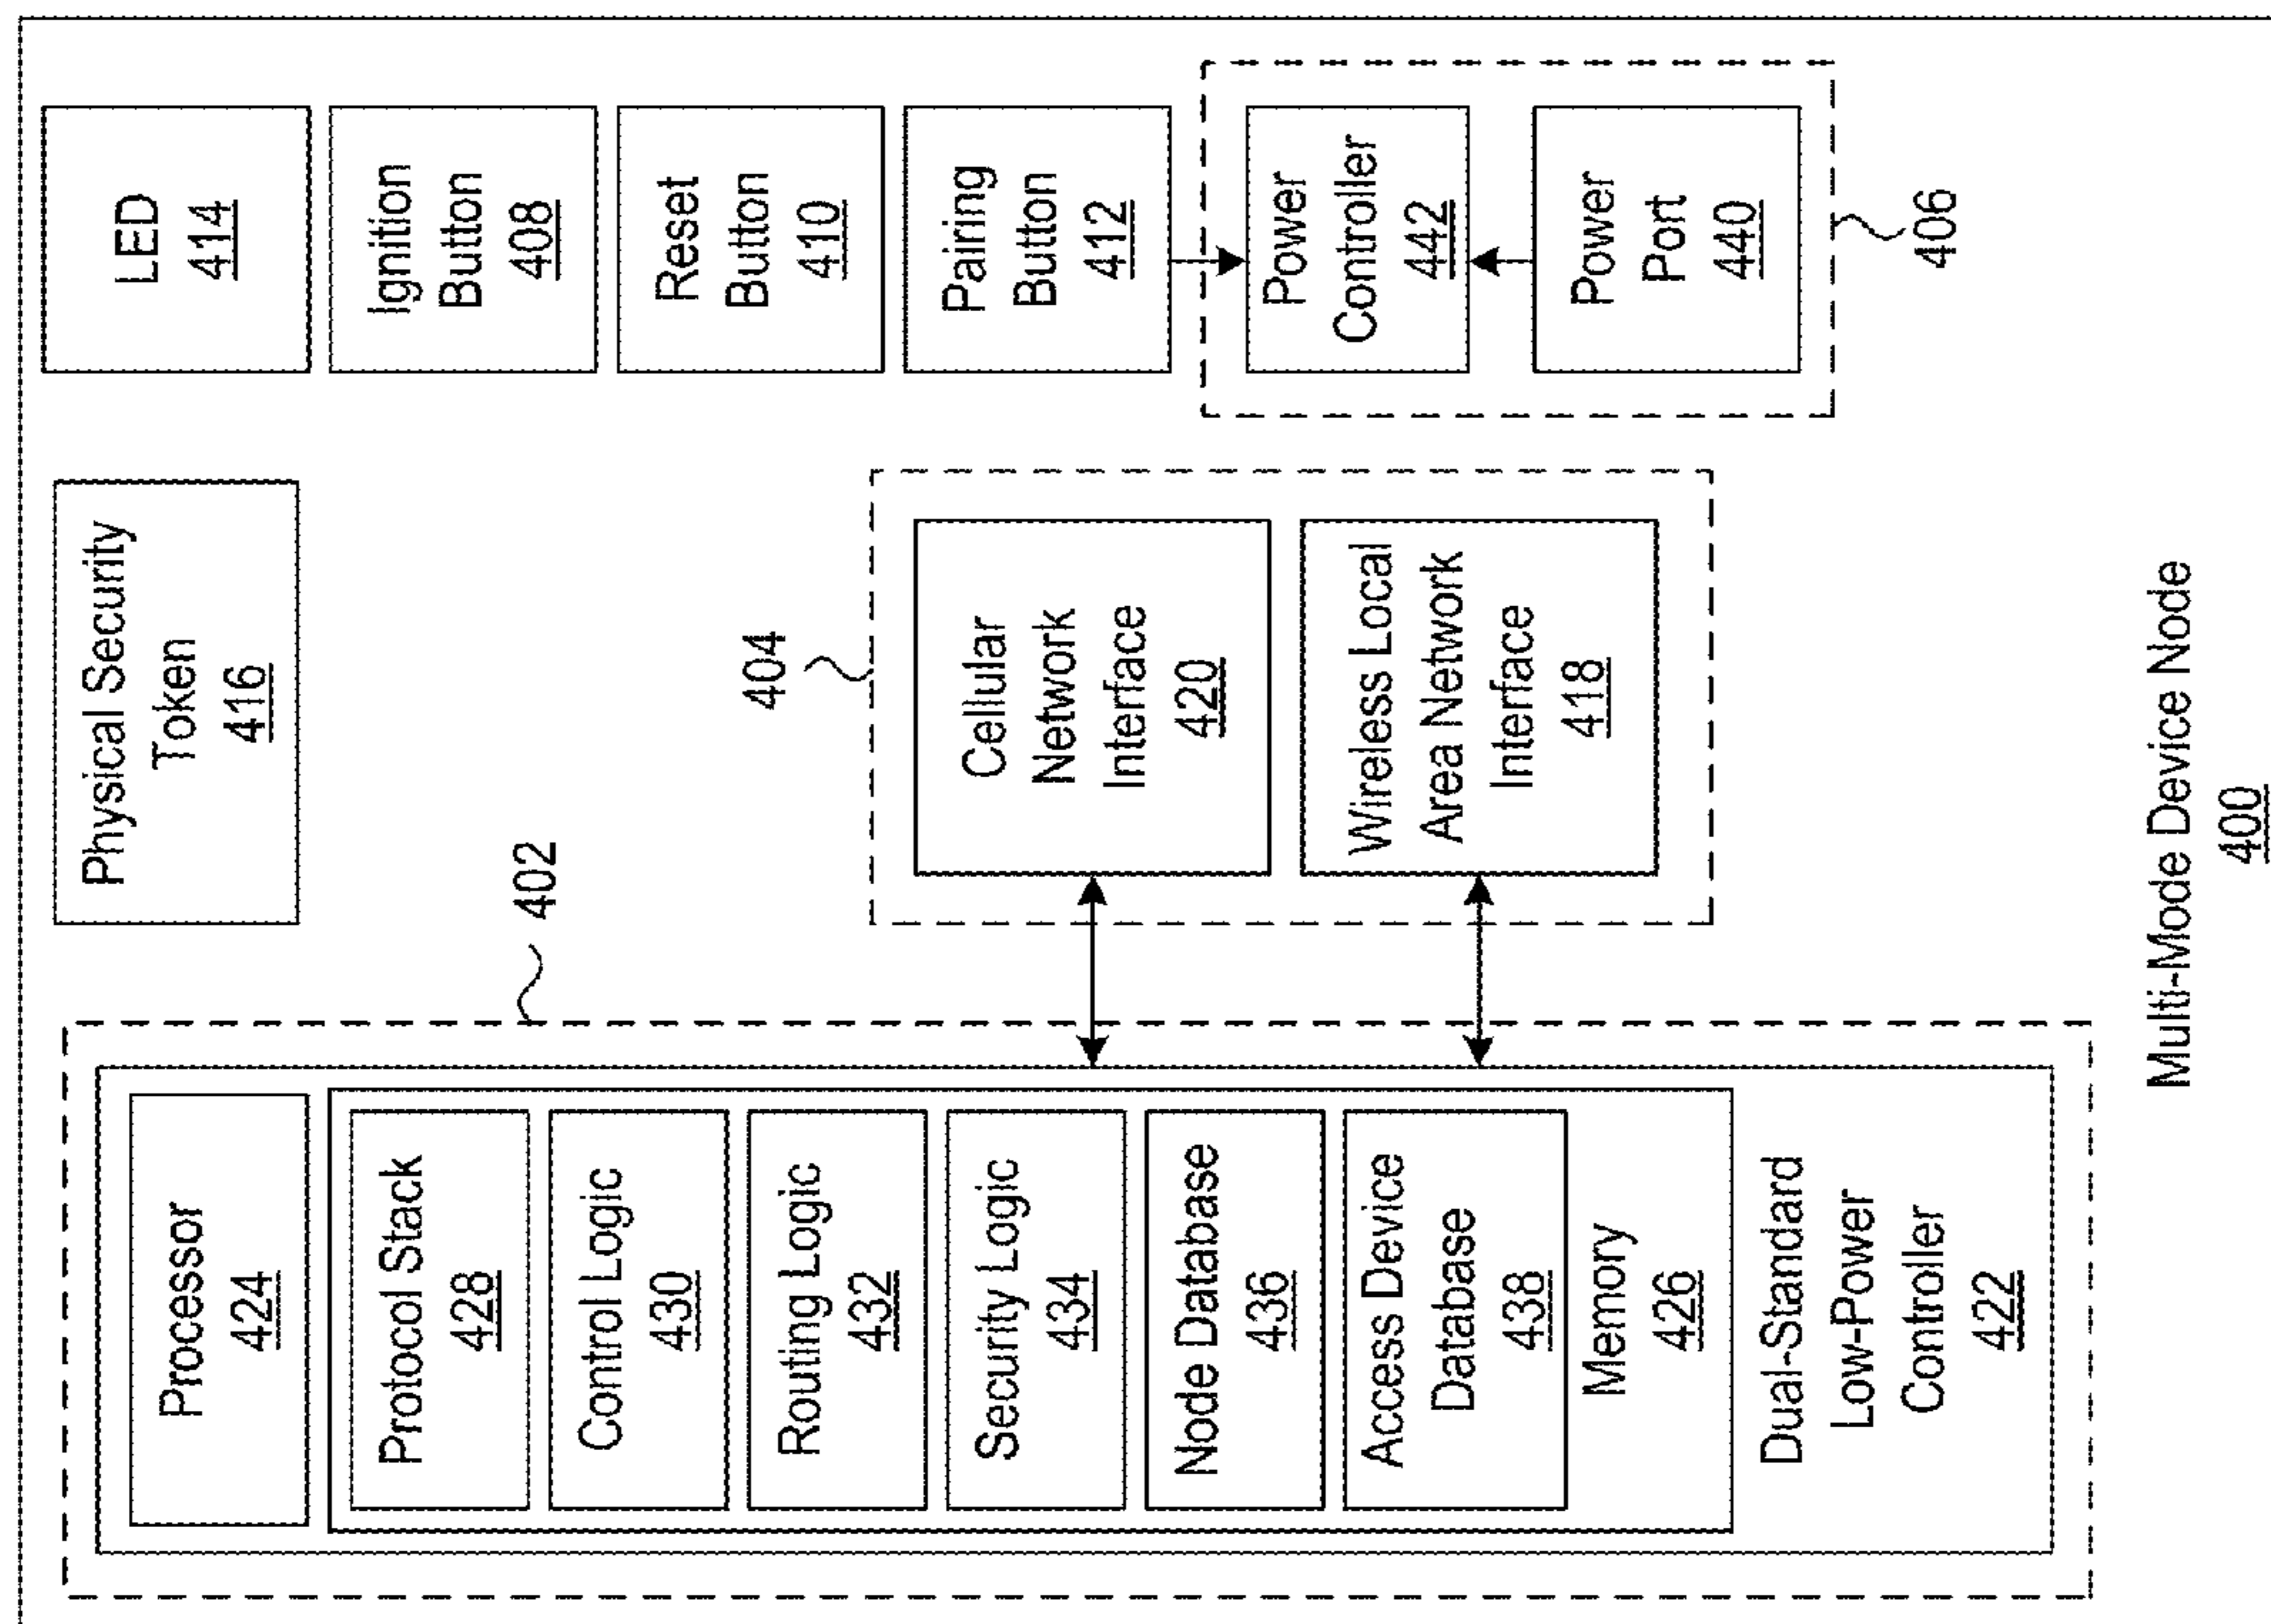 Processor
424
Protocol Stack
428
Control Logic
430
Routing Logic
432
Security Logic
434
Node Database
436
Access Device
Database
438
Memory
426
Dual-Standard
Low-Power
Controller
422
402
Physical Security
Token
416
404
Cellular
Network
Interface
420
Wireless Local
Area Network
Interface
418
LED
414
Ignition
Button
408
Reset
Button
410
Pairing
Button
412
Power
Controller
442
Power
Port
440
406
Multi-Mode Device Node
400